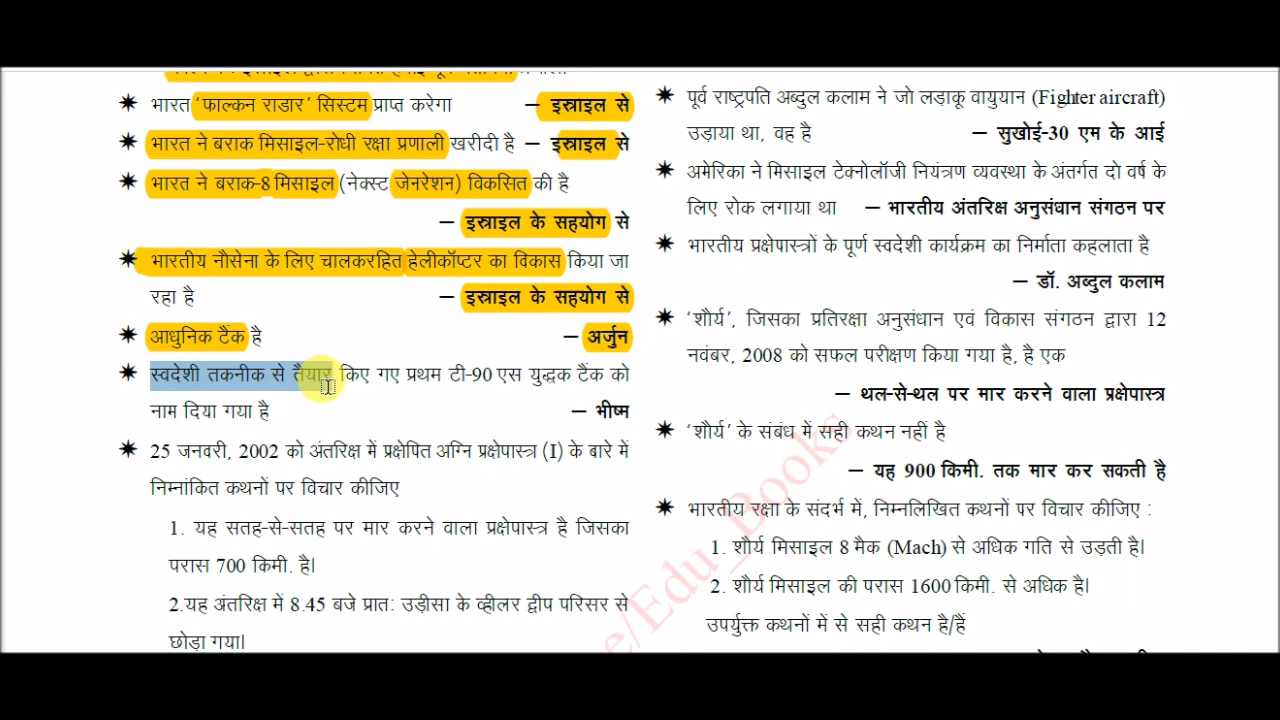 भारत 'फाल्कन राडार' सिस्टम प्राप्त करेगा – इस्राइल से
भारत ने बराक मिसाइल-रोधी रक्षा प्रणाली खरीदी है – इस्राइल से
भारत ने बराक-8 मिसाइल (नेक्स्ट जेनरेशन) विकसित की है
– इस्राइल के सहयोग से
भारतीय नौसेना के लिए चालकरहित हेलीकॉप्टर का विकास किया जा
रहा है – इस्राइल के सहयोग से
आधुनिक टैंक है – अर्जुन
स्वदेशी तकनीक से तैयार किए गए प्रथम टी-90 एस युद्धक टैंक को
नाम दिया गया है – भीष्म
25 जनवरी, 2002 को अंतरिक्ष में प्रक्षेपित अग्नि प्रक्षेपास्त्र (I) के बारे में
निम्नांकित कथनों पर विचार कीजिए
1. यह सतह-से-सतह पर मार करने वाला प्रक्षेपास्त्र है जिसका
परास 700 किमी. है।
2.यह अंतरिक्ष में 8.45 बजे प्रातः उड़ीसा के व्हीलर द्वीप परिसर से
छोड़ा गया।
पूर्व राष्ट्रपति अब्दुल कलाम ने जो लड़ाकू वायुयान (Fighter aircraft)
उड़ाया था, वह है – सुखोई-30 एम के आई
अमेरिका ने मिसाइल टेक्नोलॉजी नियंत्रण व्यवस्था के अंतर्गत दो वर्ष के
लिए रोक लगाया था – भारतीय अंतरिक्ष अनुसंधान संगठन पर
भारतीय प्रक्षेपास्त्रों के पूर्ण स्वदेशी कार्यक्रम का निर्माता कहलाता है
– डॉ. अब्दुल कलाम
'शौर्य', जिसका प्रतिरक्षा अनुसंधान एवं विकास संगठन द्वारा 12
नवंबर, 2008 को सफल परीक्षण किया गया है, है एक
– थल-से-थल पर मार करने वाला प्रक्षेपास्त्र
'शौर्य' के संबंध में सही कथन नहीं है
– यह 900 किमी. तक मार कर सकती है
भारतीय रक्षा के संदर्भ में, निम्नलिखित कथनों पर विचार कीजिए :
1. शौर्य मिसाइल 8 मैक (Mach) से अधिक गति से उड़ती है।
2. शौर्य मिसाइल की परास 1600 किमी. से अधिक है।
उपर्युक्त कथनों में से सही कथन है/हैं
e/Edu_Books